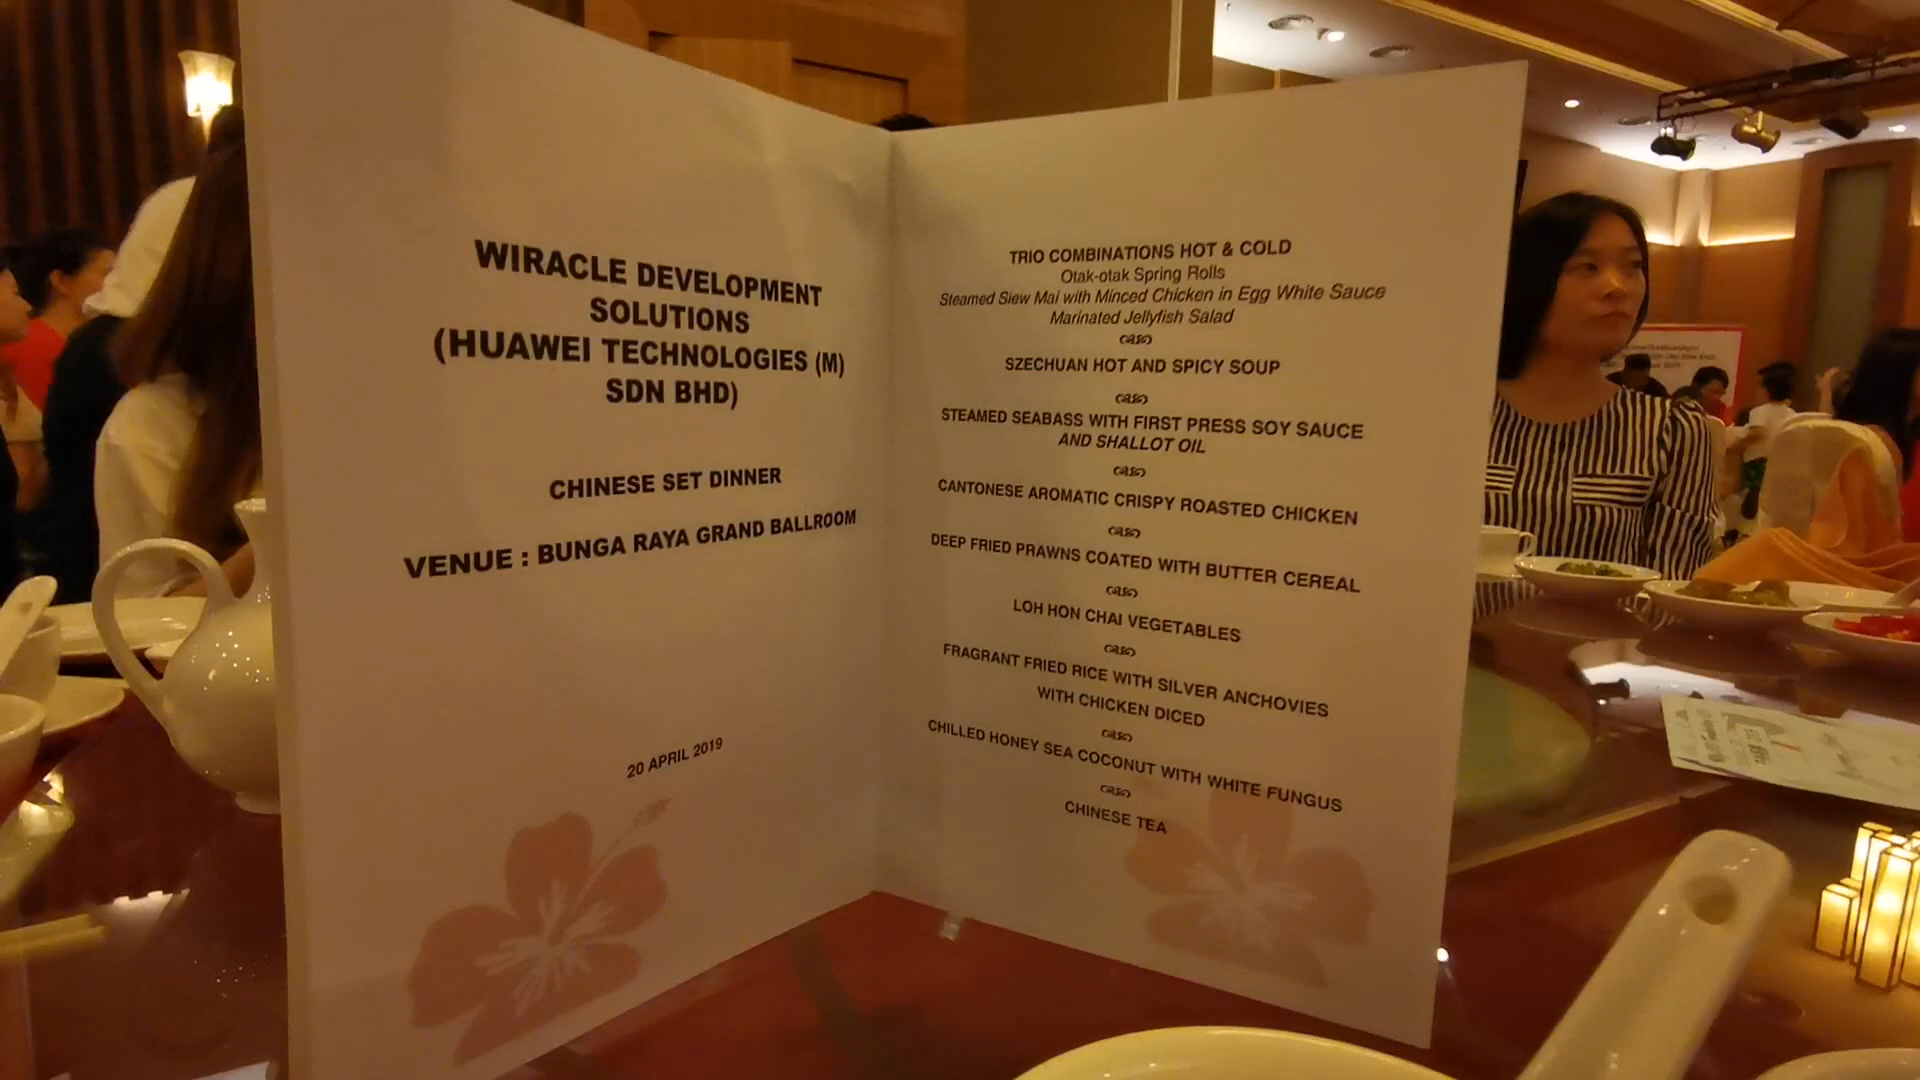 WIRACLE DEVELOPMENT
SOLUTIONS
(HUAWEI TECHNOLOGIES (M)
SDN BHD)
CHINESE SET DINNER
VENUE : BUNGA RAYA GRAND BALLROOM
20 APRIL 2019
TRIO COMBINATIONS HOT & COLD
Otak-otak Spring Rolls
Steamed Siew Mai with Minced Chicken in Egg White Sauce
Marinated Jellyfish Salad
SZECHUAN HOT AND SPICY SOUP
STEAMED SEABASS WITH FIRST PRESS SOY SAUCE
AND SHALLOT OIL
CANTONESE AROMATIC CRISPY ROASTED CHICKEN
DEEP FRIED PRAWNS COATED WITH BUTTER CEREAL
LOH HON CHAI VEGETABLES
FRAGRANT FRIED RICE WITH SILVER ANCHOVIES
WITH CHICKEN DICED
CHILLED HONEY SEA COCONUT WITH WHITE FUNGUS
CHINESE TEA